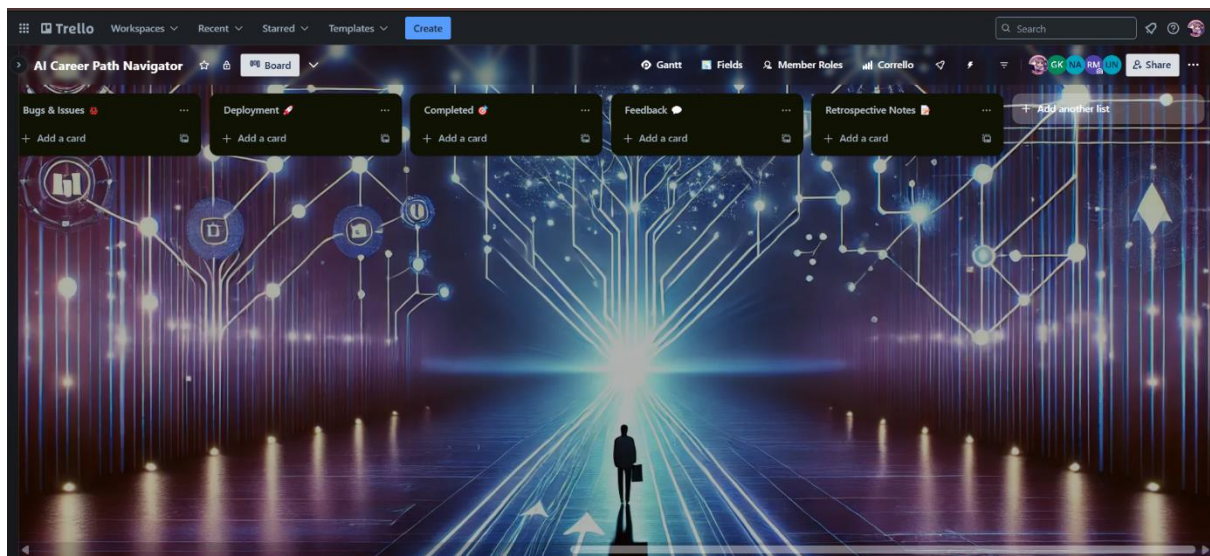 Trello Workspaces Recent Starred Templates Create Search
AI Career Path Navigator Board Gantt Fields Member Roles Corrello GK NA RM UN Share
Bugs & Issues Deployment Completed Feedback Retrospective Notes + Add another list
+ Add a card + Add a card + Add a card + Add a card + Add a card